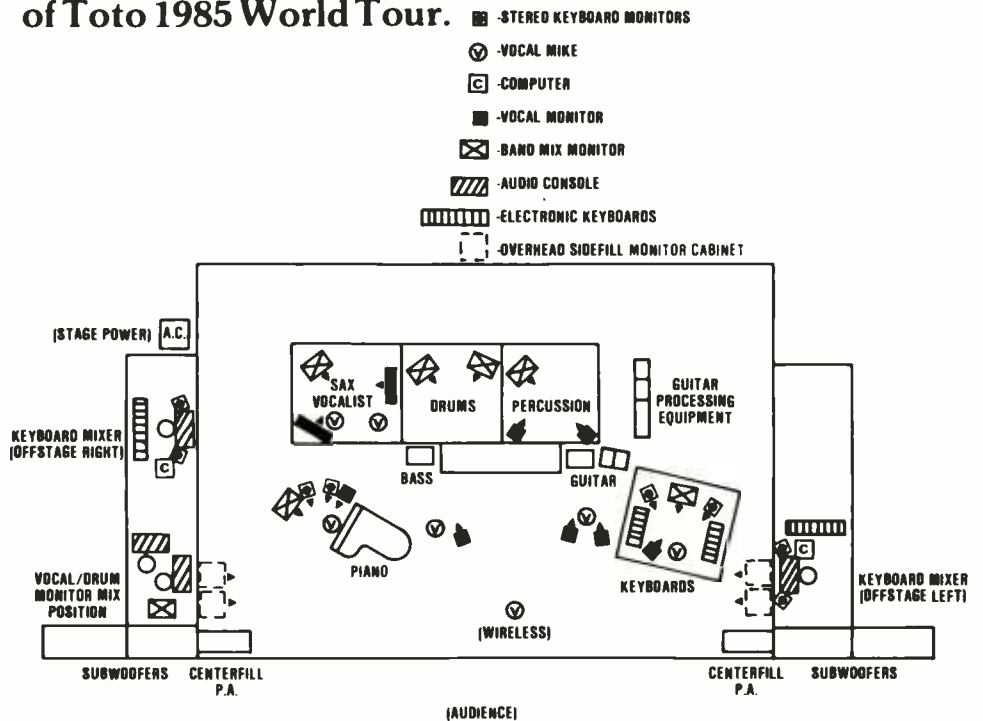 of Toto 1985 World Tour.
-STEREO KEYBOARD MONITORS
V -VOCAL MIKE
C -COMPUTER
-VOCAL MONITOR
-BAND MIX MONITOR
-AUDIO CONSOLE
-ELECTRONIC KEYBOARDS
-OVERHEAD SIDEFILL MONITOR CABINET
(STAGE POWER) A.C.
SAX
VOCALIST
V V
DRUMS
PERCUSSION
GUITAR
PROCESSING
EQUIPMENT
KEYBOARD MIXER
(OFFSTAGE RIGHT)
C
BASS
GUITAR
V
PIANO
V
V
V
KEYBOARDS
C
KEYBOARD MIXER
(OFFSTAGE LEFT)
VOCAL/DRUM
MONITOR MIX
POSITION
V
(WIRELESS)
SUBWOOFERS
CENTERFILL
P.A.
CENTERFILL
P.A.
SUBWOOFERS
(AUDIENCE)